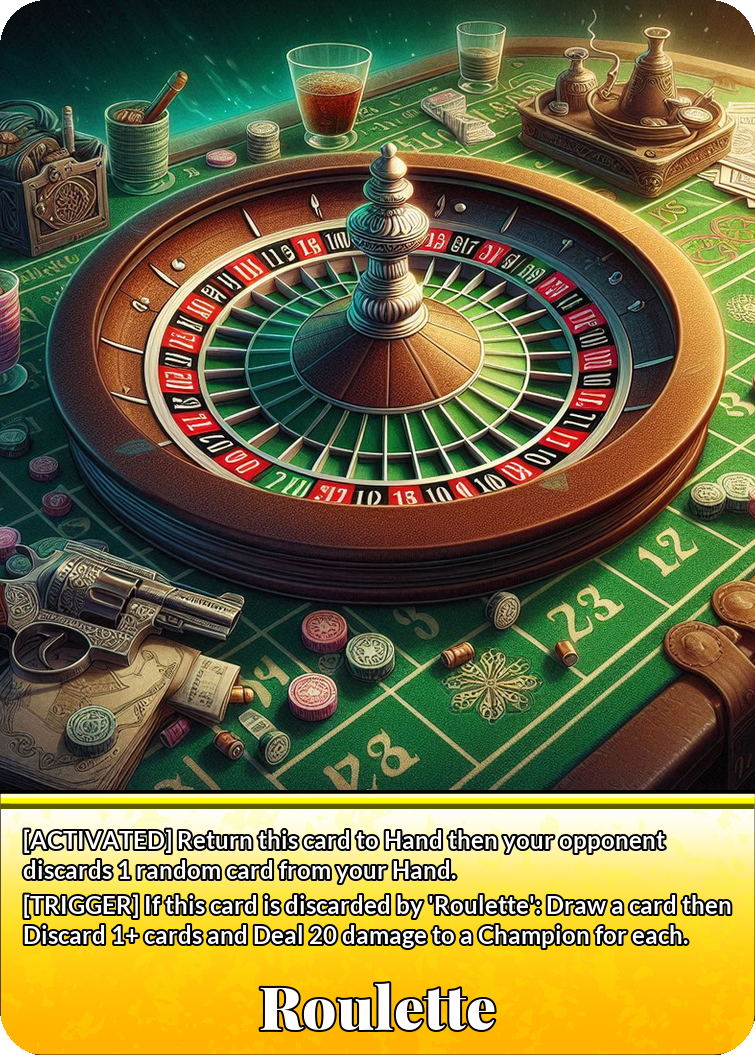 12
23
[ACTIVATED] Return this card to Hand then your opponent
discards 1 random card from your Hand.
[TRIGGER] If this card is discarded by 'Roulette': Draw a card then
Discard 1+ cards and Deal 20 damage to a Champion for each.
Roulette